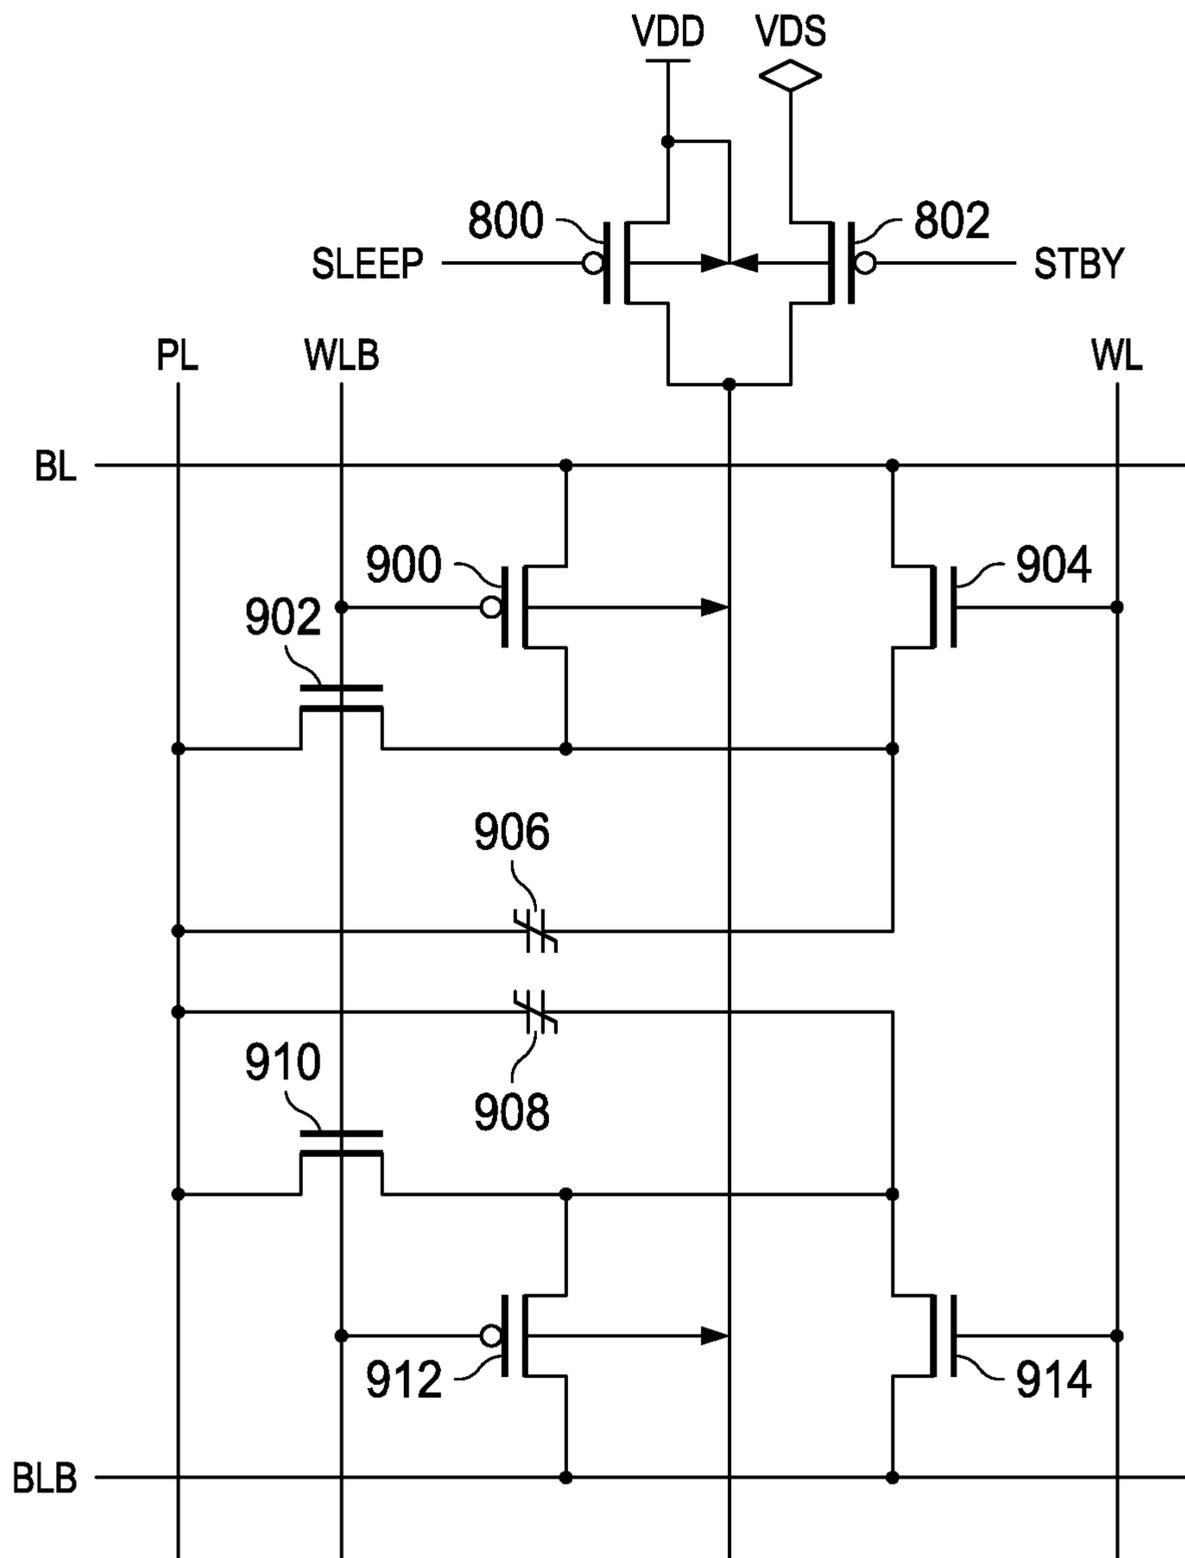 VDD VDS
800 802
SLEEP STBY
PL WLB WL
BL
900 904
902
906
910
908
912 914
BLB